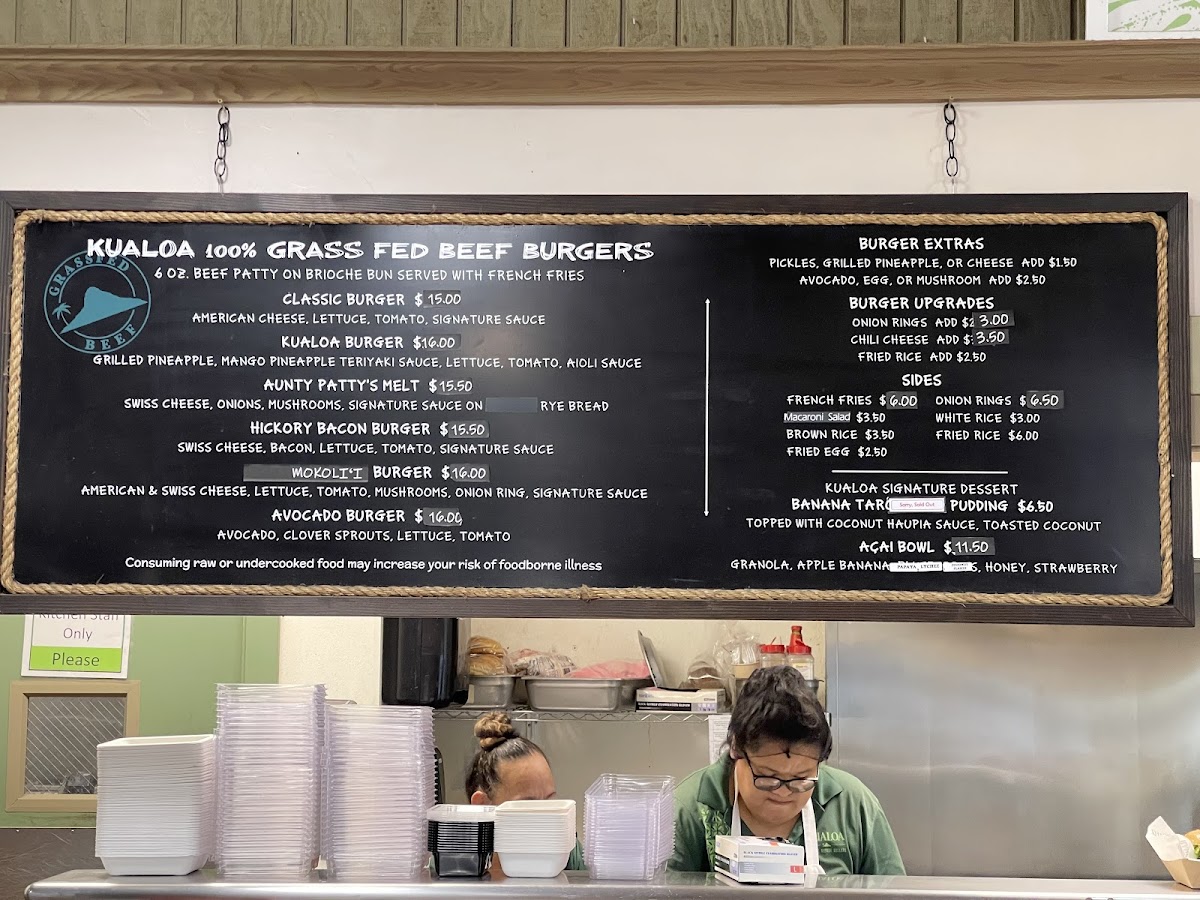 KUALOA 100% GRASS FED BEEF BURGERS
6 OZ. BEEF PATTY ON BRIOCHE BUN SERVED WITH FRENCH FRIES
GRASSFED
BEEF
CLASSIC BURGER $15.00
AMERICAN CHEESE, LETTUCE, TOMATO, SIGNATURE SAUCE
KUALOA BURGER $16.00
GRILLED PINEAPPLE, MANGO PINEAPPLE TERIYAKI SAUCE, LETTUCE, TOMATO, AIOLI SAUCE
AUNTY PATTY'S MELT $15.50
SWISS CHEESE, ONIONS, MUSHROOMS, SIGNATURE SAUCE ON RYE BREAD
HICKORY BACON BURGER $15.50
SWISS CHEESE, BACON, LETTUCE, TOMATO, SIGNATURE SAUCE
MOKOLI'I BURGER $16.00
AMERICAN & SWISS CHEESE, LETTUCE, TOMATO, MUSHROOMS, ONION RING, SIGNATURE SAUCE
AVOCADO BURGER $16.00
AVOCADO, CLOVER SPROUTS, LETTUCE, TOMATO
Consuming raw or undercooked food may increase your risk of foodborne illness
BURGER EXTRAS
PICKLES, GRILLED PINEAPPLE, OR CHEESE ADD $1.50
AVOCADO, EGG, OR MUSHROOM ADD $2.50
BURGER UPGRADES
ONION RINGS ADD $3.00
CHILI CHEESE ADD $3.50
FRIED RICE ADD $2.50
SIDES
FRENCH FRIES $6.00 ONION RINGS $6.50
Macaroni Salad $3.50 WHITE RICE $3.00
BROWN RICE $3.50 FRIED RICE $6.00
FRIED EGG $2.50
KUALOA SIGNATURE DESSERT
BANANA TARO Sorry, Sold Out PUDDING $6.50
TOPPED WITH COCONUT HAUPIA SAUCE, TOASTED COCONUT
AÇAI BOWL $11.50
GRANOLA, APPLE BANANA PAPAYA, LYCHEE S, HONEY, STRAWBERRY
Kitchen Staff
Only
Please